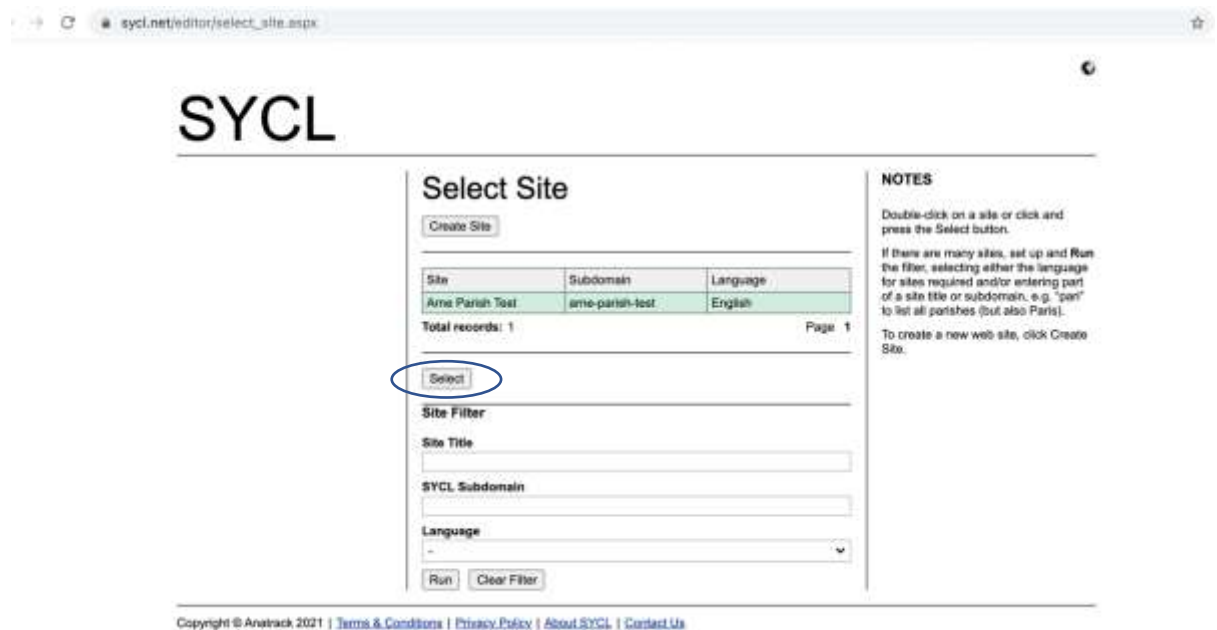 sycl.net/editor/select_site.aspx
SYCL
Select Site
Create Site
Site Subdomain Language
Arne Parish Test arne-parish-test English
Total records: 1 Page 1
Select
Site Filter
Site Title
SYCL Subdomain
Language
-
Run Clear Filter
NOTES
Double-click on a site or click and
press the Select button.
If there are many sites, set up and Run
the filter, selecting either the language
for sites required and/or entering part
of a site title or subdomain, e.g. "pari"
to list all parishes (but also Paris).
To create a new web site, click Create
Site.
Copyright © Anatrack 2021 | Terms & Conditions | Privacy Policy | About SYCL | Contact Us